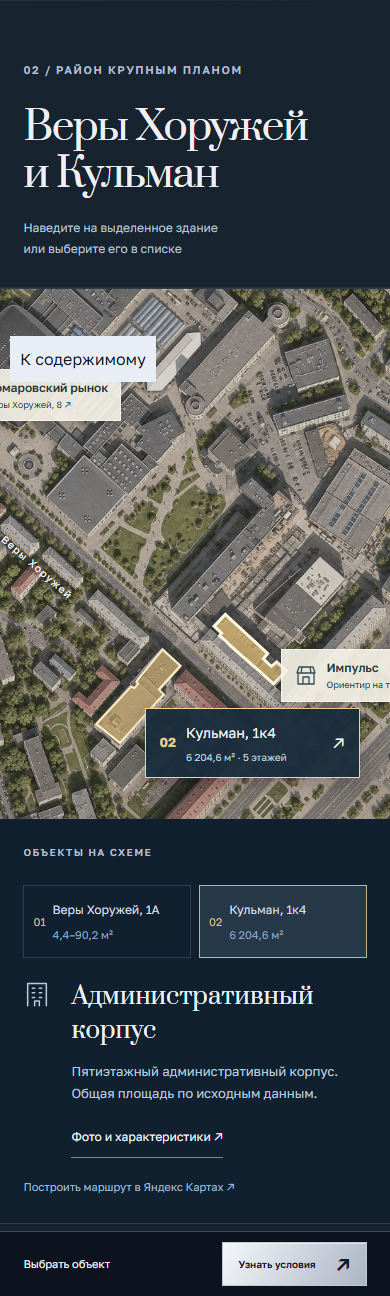 02 / РАЙОН КРУПНЫМ ПЛАНОМ
Веры Хоружей
и Кульман
Наведите на выделенное здание
или выберите его в списке
К содержимому
омаровский рынок
ры Хоружей, 8 ↗
Веры Хоружей
Импульс
Ориентир на т
02 Кульман, 1к4 ↗
6 204,6 м² · 5 этажей
ОБЪЕКТЫ НА СХЕМЕ
01 Веры Хоружей, 1А
4,4–90,2 м²
02 Кульман, 1к4
6 204,6 м²
Административный
корпус
Пятиэтажный административный корпус.
Общая площадь по исходным данным.
Фото и характеристики ↗
Построить маршрут в Яндекс Картах ↗
Выбрать объект
Узнать условия ↗